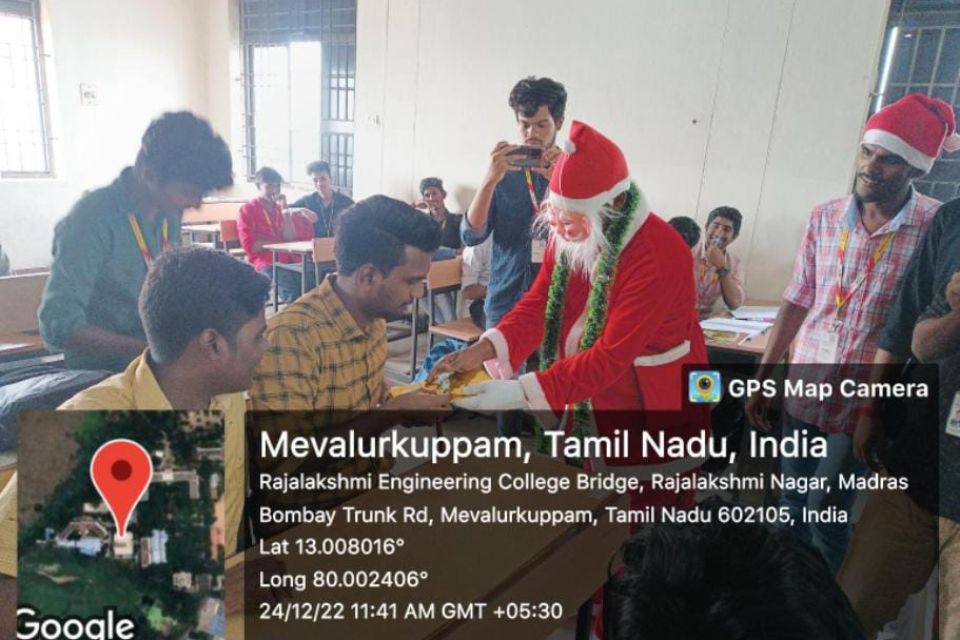 GPS Map Camera
Mevalurkuppam, Tamil Nadu, India
Rajalakshmi Engineering College Bridge, Rajalakshmi Nagar, Madras
Bombay Trunk Rd, Mevalurkuppam, Tamil Nadu 602105, India
Lat 13.008016°
Long 80.002406°
24/12/22 11:41 AM GMT +05:30
Google